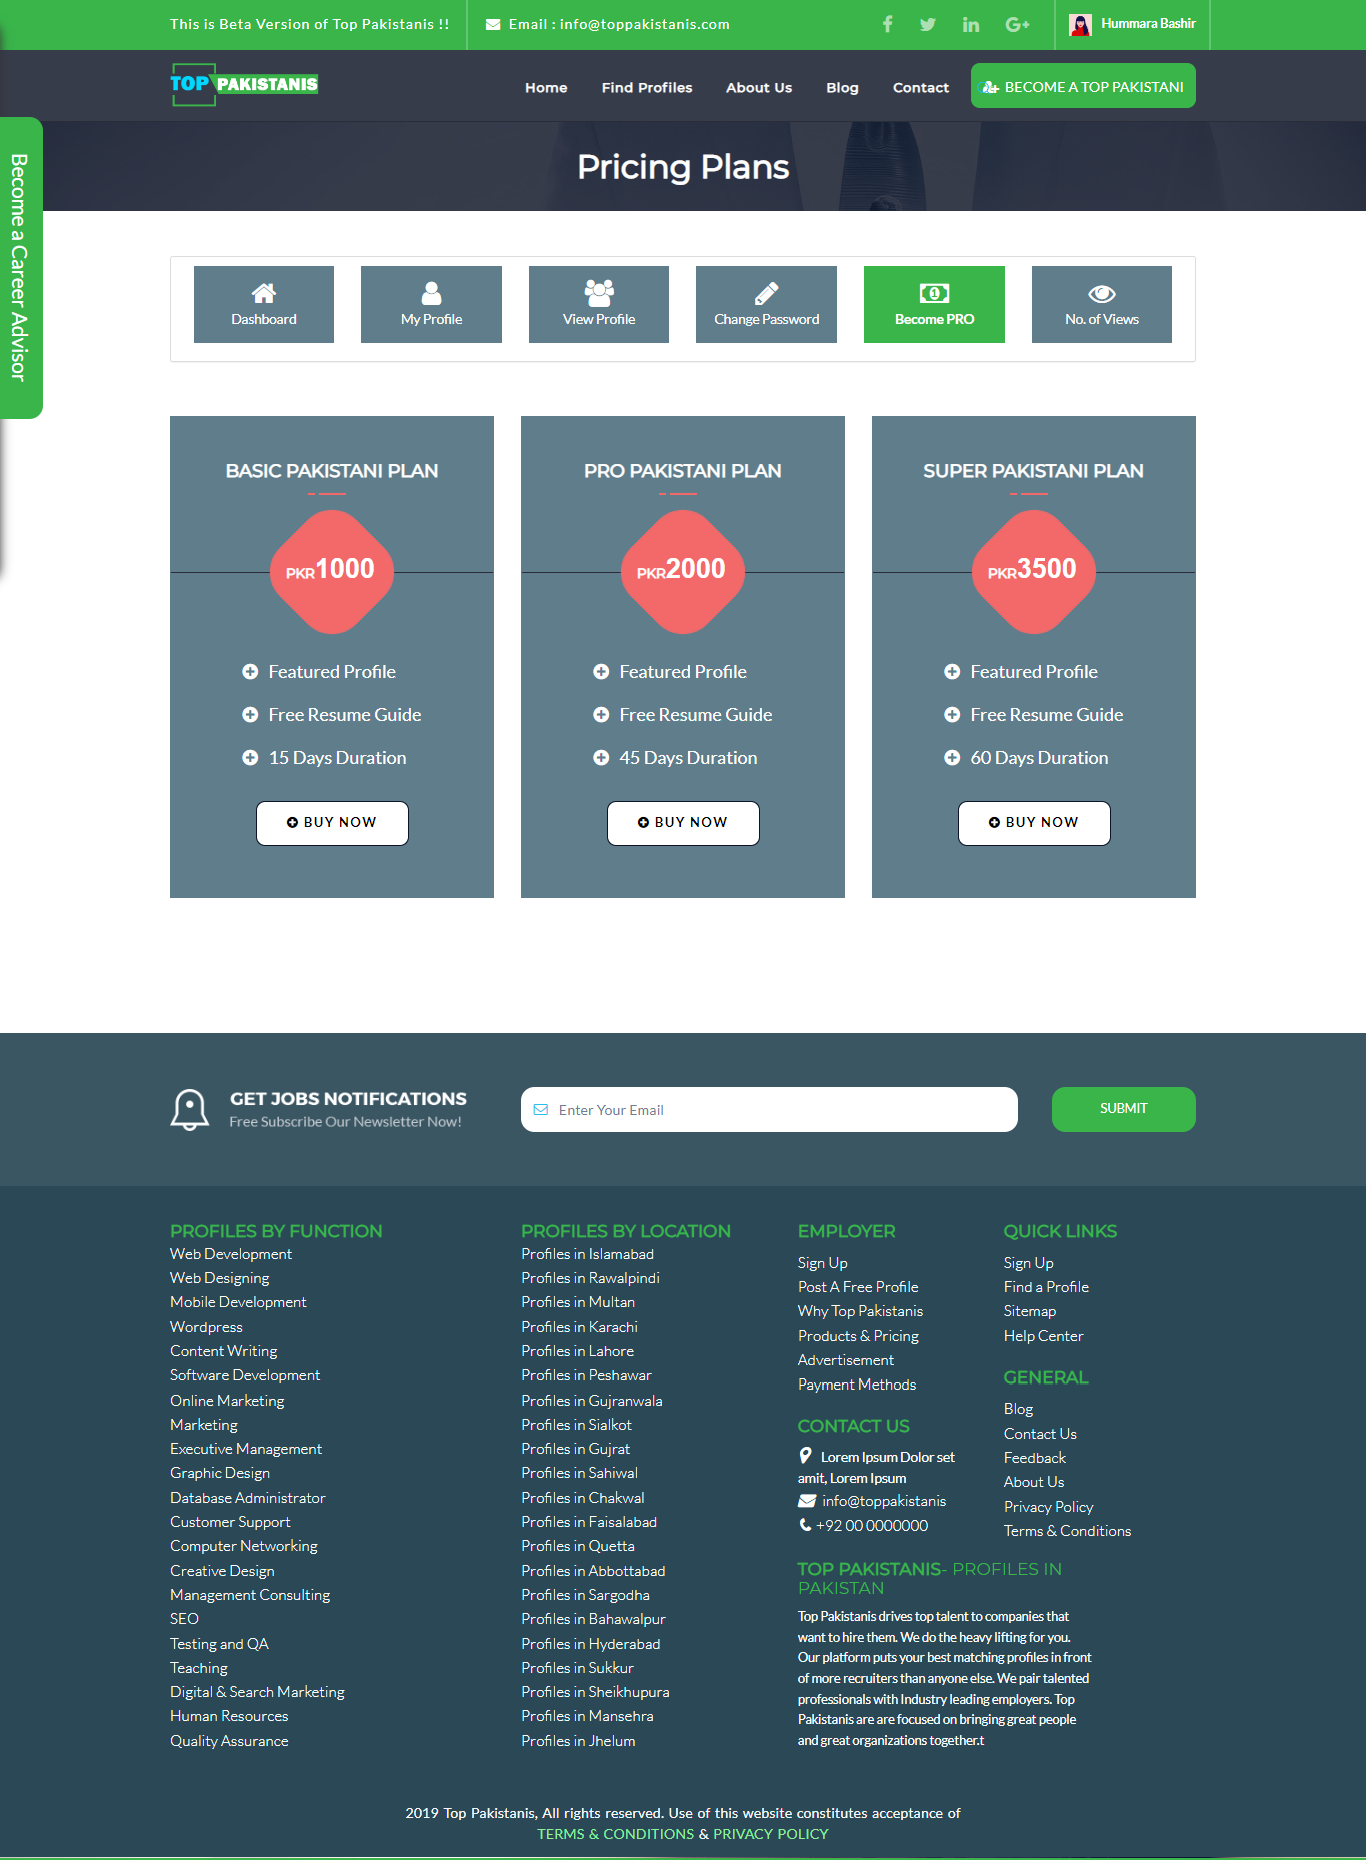 This is Beta Version of Top Pakistanis !!
Email : info@toppakistanis.com
Hummara Bashir
TOP PAKISTANIS
Home
Find Profiles
About Us
Blog
Contact
BECOME A TOP PAKISTANI
Pricing Plans
Become a Career Advisor
Dashboard
My Profile
View Profile
Change Password
Become PRO
No. of Views
BASIC PAKISTANI PLAN
PKR1000
Featured Profile
Free Resume Guide
15 Days Duration
BUY NOW
PRO PAKISTANI PLAN
PKR2000
Featured Profile
Free Resume Guide
45 Days Duration
BUY NOW
SUPER PAKISTANI PLAN
PKR3500
Featured Profile
Free Resume Guide
60 Days Duration
BUY NOW
GET JOBS NOTIFICATIONS
Free Subscribe Our Newsletter Now!
Enter Your Email
SUBMIT
PROFILES BY FUNCTION
Web Development
Web Designing
Mobile Development
Wordpress
Content Writing
Software Development
Online Marketing
Marketing
Executive Management
Graphic Design
Database Administrator
Customer Support
Computer Networking
Creative Design
Management Consulting
SEO
Testing and QA
Teaching
Digital & Search Marketing
Human Resources
Quality Assurance
PROFILES BY LOCATION
Profiles in Islamabad
Profiles in Rawalpindi
Profiles in Multan
Profiles in Karachi
Profiles in Lahore
Profiles in Peshawar
Profiles in Gujranwala
Profiles in Sialkot
Profiles in Gujrat
Profiles in Sahiwal
Profiles in Chakwal
Profiles in Faisalabad
Profiles in Quetta
Profiles in Abbottabad
Profiles in Sargodha
Profiles in Bahawalpur
Profiles in Hyderabad
Profiles in Sukkur
Profiles in Sheikhupura
Profiles in Mansehra
Profiles in Jhelum
EMPLOYER
Sign Up
Post A Free Profile
Why Top Pakistanis
Products & Pricing
Advertisement
Payment Methods
CONTACT US
Lorem Ipsum Dolor set
amit, Lorem Ipsum
info@toppakistanis
+92 00 0000000
QUICK LINKS
Sign Up
Find a Profile
Sitemap
Help Center
GENERAL
Blog
Contact Us
Feedback
About Us
Privacy Policy
Terms & Conditions
TOP PAKISTANIS- PROFILES IN
PAKISTAN
Top Pakistanis drives top talent to companies that
want to hire them. We do the heavy lifting for you.
Our platform puts your best matching profiles in front
of more recruiters than anyone else. We pair talented
professionals with Industry leading employers. Top
Pakistanis are are focused on bringing great people
and great organizations together.t
2019 Top Pakistanis, All rights reserved. Use of this website constitutes acceptance of
TERMS & CONDITIONS & PRIVACY POLICY